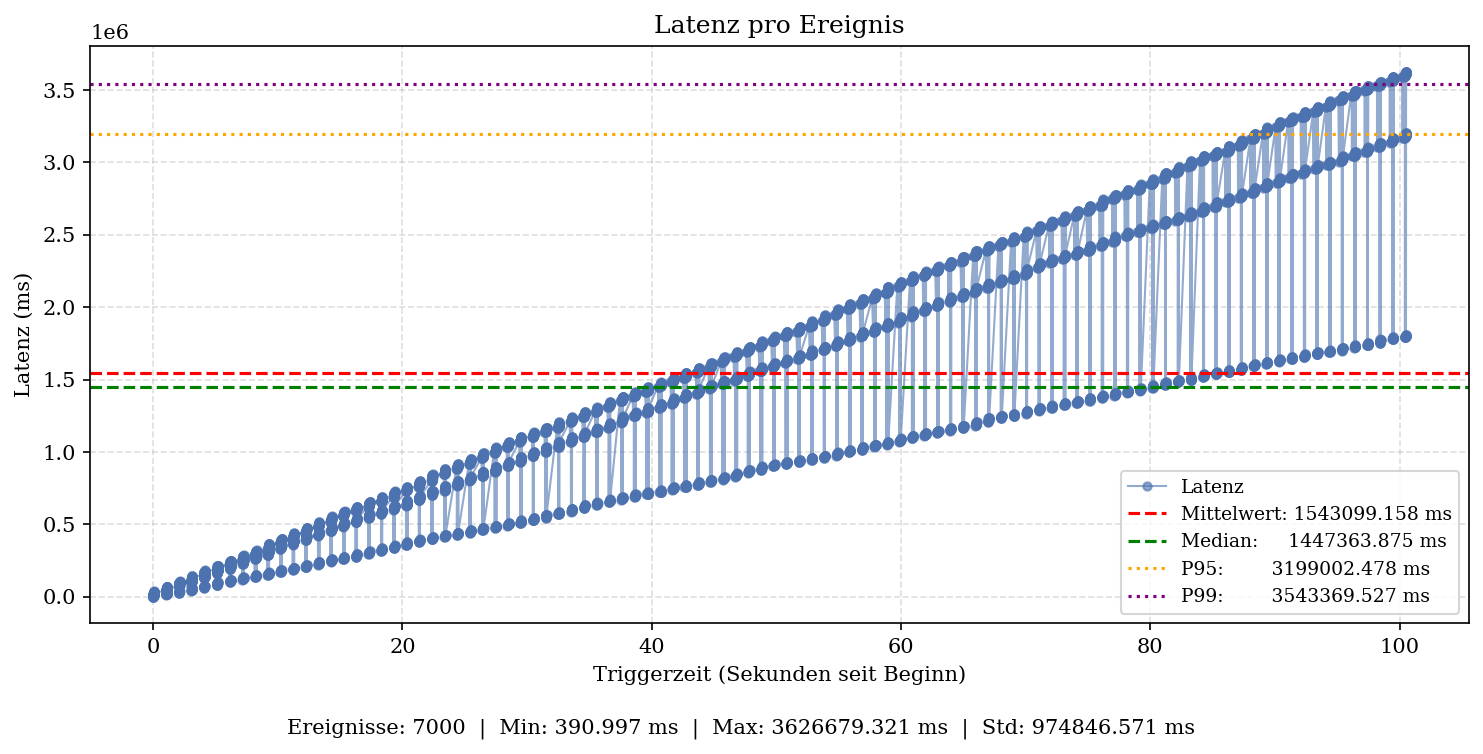 Latenz pro Ereignis
1e6
3.5
3.0
2.5
2.0
1.5
1.0
0.5
0.0
Latenz (ms)
0 20 40 60 80 100
Triggerzeit (Sekunden seit Beginn)
Latenz
Mittelwert: 1543099.158 ms
Median: 1447363.875 ms
P95: 3199002.478 ms
P99: 3543369.527 ms
Ereignisse: 7000 | Min: 390.997 ms | Max: 3626679.321 ms | Std: 974846.571 ms